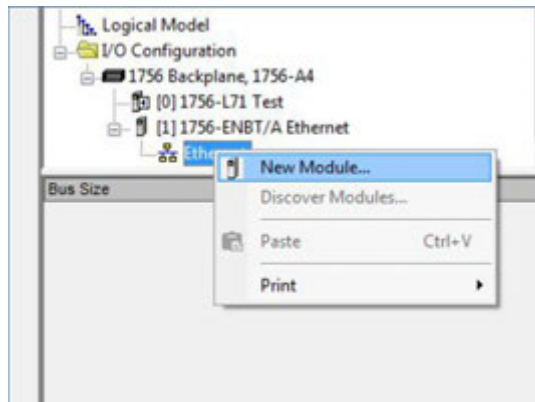 Logical Model
I/O Configuration
1756 Backplane, 1756-A4
[0] 1756-L71 Test
[1] 1756-ENBT/A Ethernet
New Module...
Discover Modules...
Bus Size
Paste Ctrl+V
Print